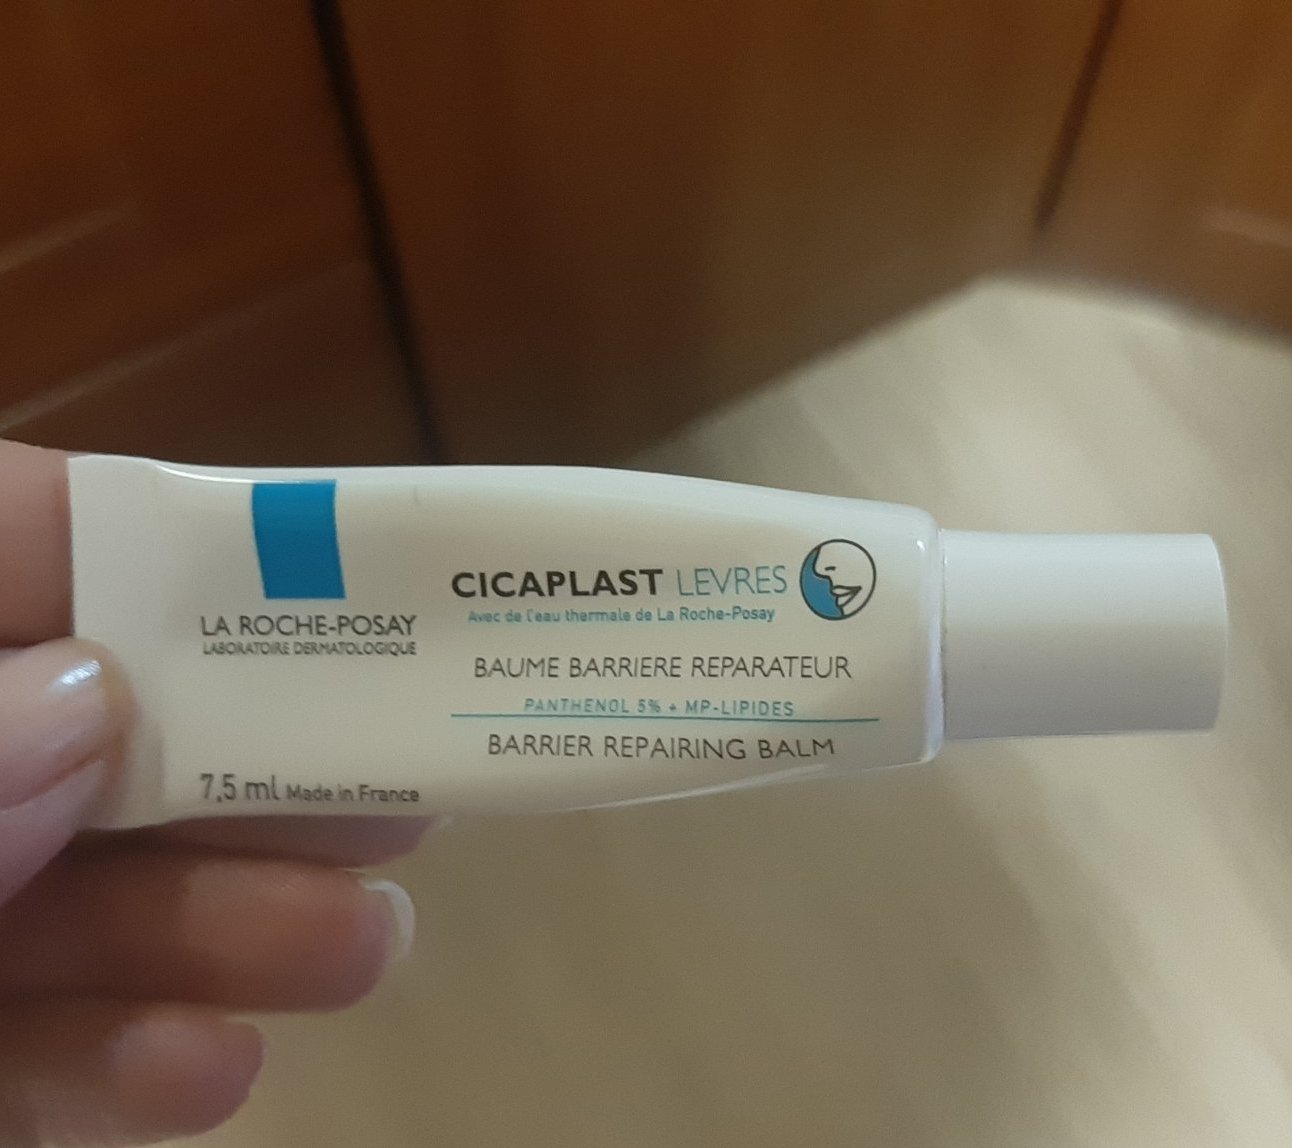 LA ROCHE-POSAY
LABORATOIRE DERMATOLOGIQUE
CICAPLAST LEVRES
Avec de l'eau thermale de La Roche-Posay
BAUME BARRIERE REPARATEUR
PANTHENOL 5% + MP-LIPIDES
BARRIER REPAIRING BALM
7,5 ml Made in France